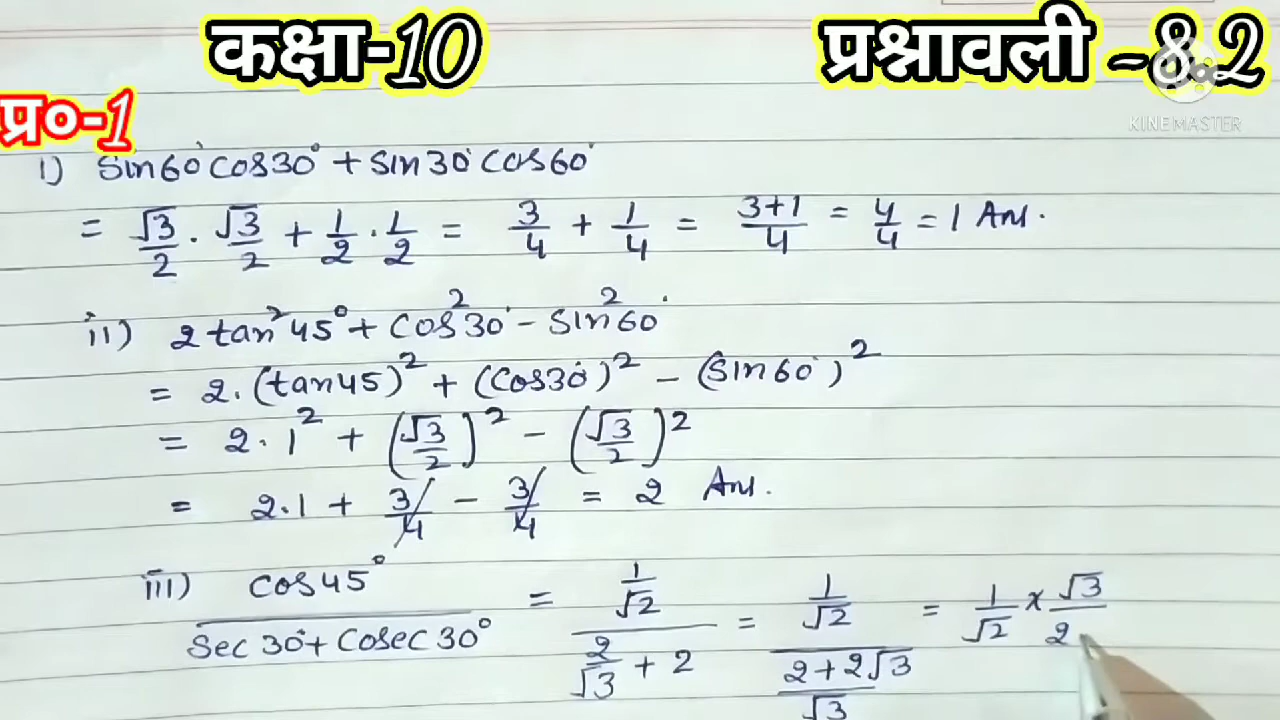 कक्षा-10
प्रश्नावली -8.2
KINEMASTER
प्र०-1
i) Sin60° cos30° + sin30° cos60°
= √3/2 . √3/2 + 1/2 . 1/2 = 3/4 + 1/4 = 3+1/4 = 4/4 = 1 Ans.
ii) 2 tan²45° + cos²30° - sin²60°
= 2.(tan45)² + (cos30°)² - (sin60°)²
= 2.1² + (√3/2)² - (√3/2)²
= 2.1 + 3/4 - 3/4 = 2 Ans.
iii) cos45° / Sec30° + Cosec30° = 1/√2 / 2/√3 + 2 = 1/√2 / 2+2√3/√3 = 1/√2 × √3/2